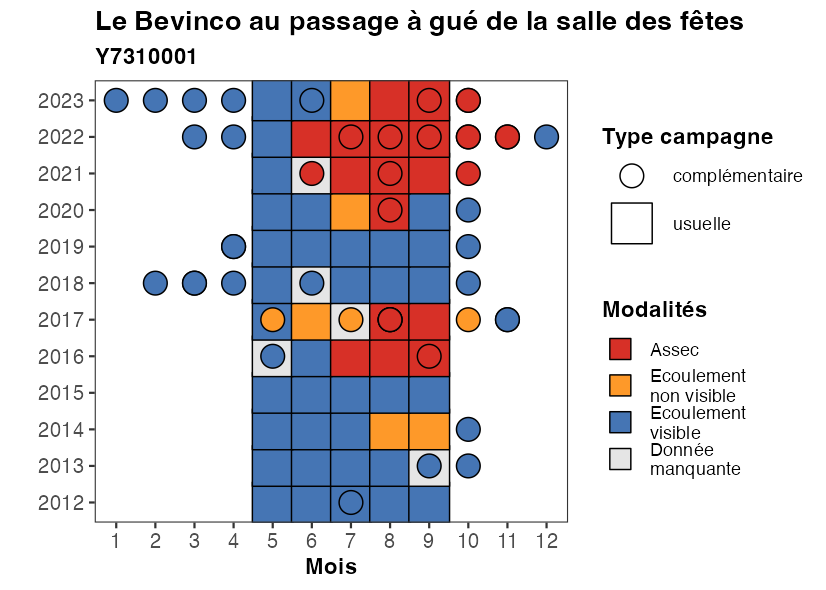 Le Bevinco au passage à gué de la salle des fêtes
Y7310001
2023
2022
2021
2020
2019
2018
2017
2016
2015
2014
2013
2012
1 2 3 4 5 6 7 8 9 10 11 12
Mois
Type campagne
complémentaire
usuelle
Modalités
Assec
Ecoulement
non visible
Ecoulement
visible
Donnée
manquante